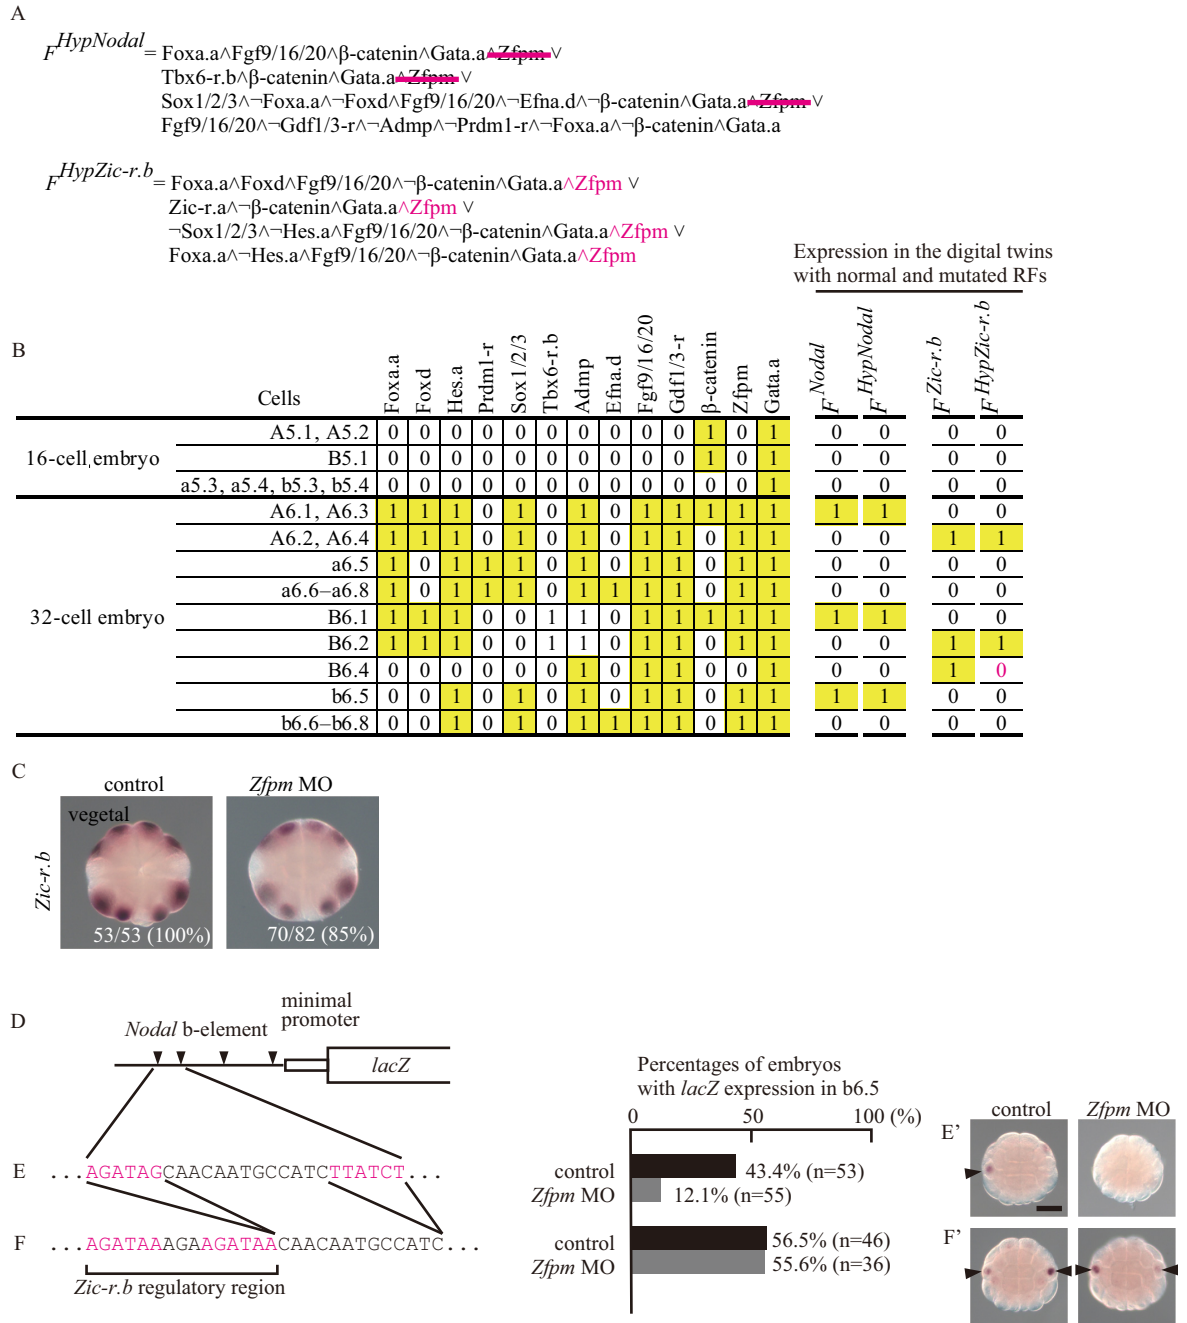 A
F^HypNodal = Foxa.a∧Fgf9/16/20∧β-catenin∧Gata.a∧Zfpm ∨
Tbx6-r.b∧β-catenin∧Gata.a∧Zfpm ∨
Sox1/2/3∧¬Foxa.a∧¬Foxd∧Fgf9/16/20∧¬Efna.d∧¬β-catenin∧Gata.a∧Zfpm ∨
Fgf9/16/20∧¬Gdf1/3-r∧¬Admp∧¬Prdm1-r∧¬Foxa.a∧¬β-catenin∧Gata.a
F^HypZic-r.b = Foxa.a∧Foxd∧Fgf9/16/20∧¬β-catenin∧Gata.a∧Zfpm ∨
Zic-r.a∧¬β-catenin∧Gata.a∧Zfpm ∨
¬Sox1/2/3∧¬Hes.a∧Fgf9/16/20∧¬β-catenin∧Gata.a∧Zfpm ∨
Foxa.a∧¬Hes.a∧Fgf9/16/20∧¬β-catenin∧Gata.a∧Zfpm
Expression in the digital twins
with normal and mutated RFs
B
Cells Foxa.a Foxd Hes.a Prdm1-r Sox1/2/3 Tbx6-r.b Admp Efna.d Fgf9/16/20 Gdf1/3-r β-catenin Zfpm Gata.a F^Nodal F^HypNodal F^Zic-r.b F^HypZic-r.b
16-cell embryo
A5.1, A5.2 0 0 0 0 0 0 0 0 0 0 1 0 1 0 0 0 0
B5.1 0 0 0 0 0 0 0 0 0 0 1 0 1 0 0 0 0
a5.3, a5.4, b5.3, b5.4 0 0 0 0 0 0 0 0 0 0 0 0 1 0 0 0 0
32-cell embryo
A6.1, A6.3 1 1 1 0 1 0 1 0 1 1 1 1 1 1 1 0 0
A6.2, A6.4 1 1 1 0 1 0 1 0 1 1 0 1 1 0 0 1 1
a6.5 1 0 1 1 1 0 1 0 1 1 0 1 1 0 0 0 0
a6.6–a6.8 1 0 1 1 1 0 1 1 1 1 0 1 1 0 0 0 0
B6.1 1 1 1 0 0 1 1 0 1 1 1 1 1 1 1 0 0
B6.2 1 1 1 0 0 1 1 0 1 1 0 1 1 0 0 1 1
B6.4 0 0 0 0 0 0 1 0 1 1 0 0 1 0 0 1 0
b6.5 0 0 1 0 1 0 1 0 1 1 0 1 1 1 1 0 0
b6.6–b6.8 0 0 1 0 1 0 1 1 1 1 0 1 1 0 0 0 0
C
control Zfpm MO
vegetal
Zic-r.b
53/53 (100%) 70/82 (85%)
D
Nodal b-element
minimal
promoter
lacZ
Percentages of embryos
with lacZ expression in b6.5
0 50 100 (%)
control Zfpm MO
E
...AGATAGCAACAATGCCATCTTATCT...
control 43.4% (n=53)
Zfpm MO 12.1% (n=55)
E’
F
...AGATAAAGAAGATAACAACAATGCCATC...
Zic-r.b regulatory region
control 56.5% (n=46)
Zfpm MO 55.6% (n=36)
F’